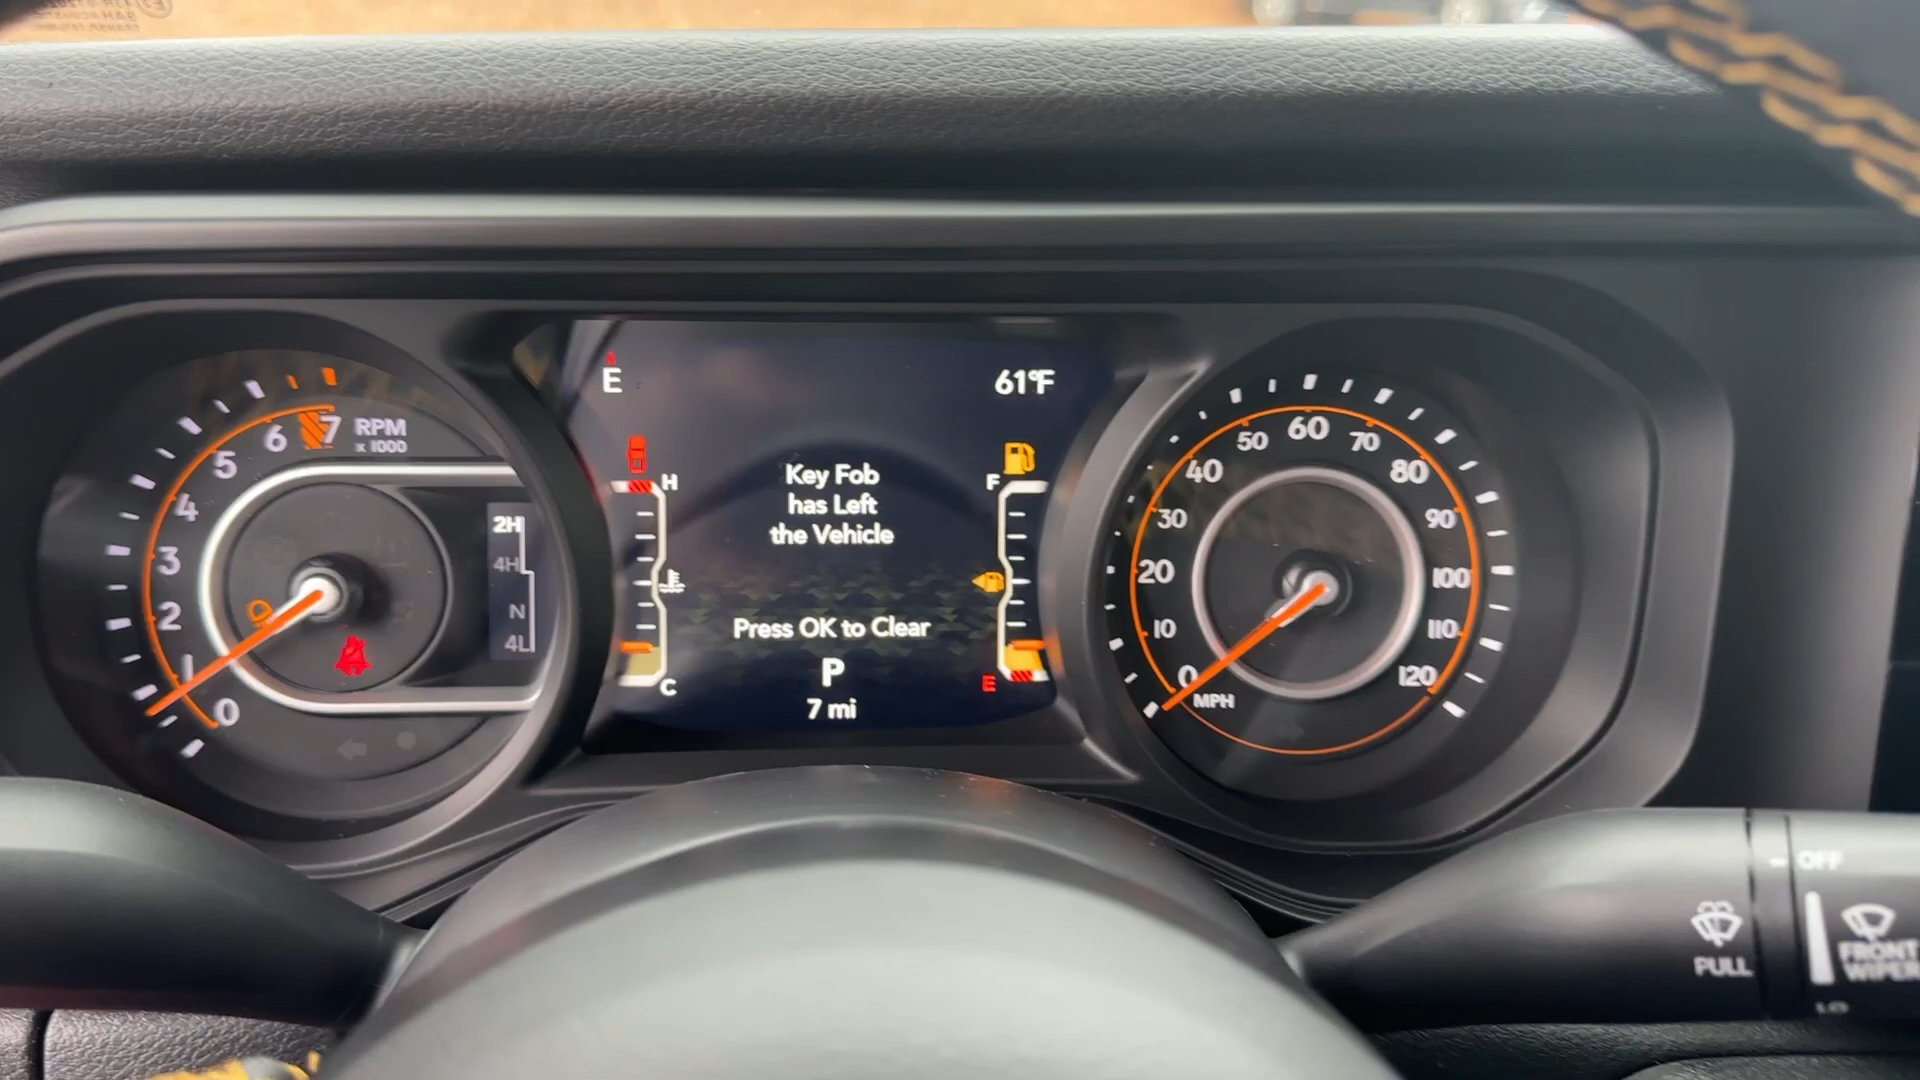 E
61°F
7 RPM
6
x 1000
5
4
3
2
1
0
2H
4H
N
4L
H
C
Key Fob
has Left
the Vehicle
Press OK to Clear
P
7 mi
F
E
0
10
20
30
40
50
60
70
80
90
100
110
120
MPH
OFF
PULL
FRONT
WIPER
LO